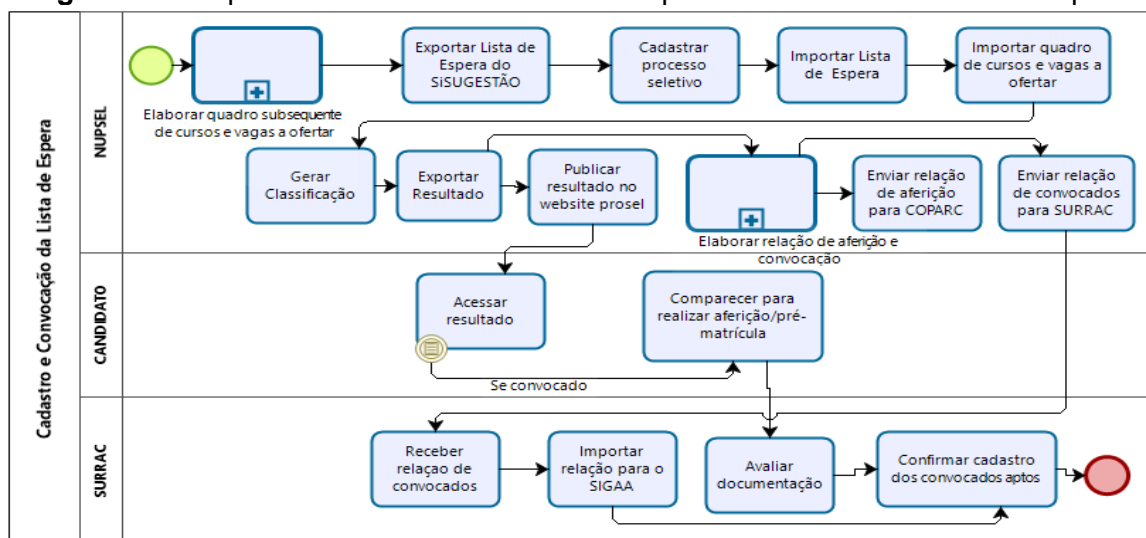 Cadastro e Convocação da Lista de Espera
NUPSEL
Elaborar quadro subsequente
de cursos e vagas a ofertar
Exportar Lista de
Espera do
SiSUGESTÃO
Cadastrar
processo
seletivo
Importar Lista
de Espera
Importar quadro
de cursos e vagas a
ofertar
Gerar
Classificação
Exportar
Resultado
Publicar
resultado no
website prosel
Elaborar relação de aferição e
convocação
Enviar relação
de aferição
para COPARC
Enviar relação
de convocados
para SURRAC
CANDIDATO
Acessar
resultado
Se convocado
Comparecer para
realizar aferição/pré-
matrícula
SURRAC
Receber
relaçao de
convocados
Importar
relação para o
SIGAA
Avaliar
documentação
Confirmar cadastro
dos convocados aptos